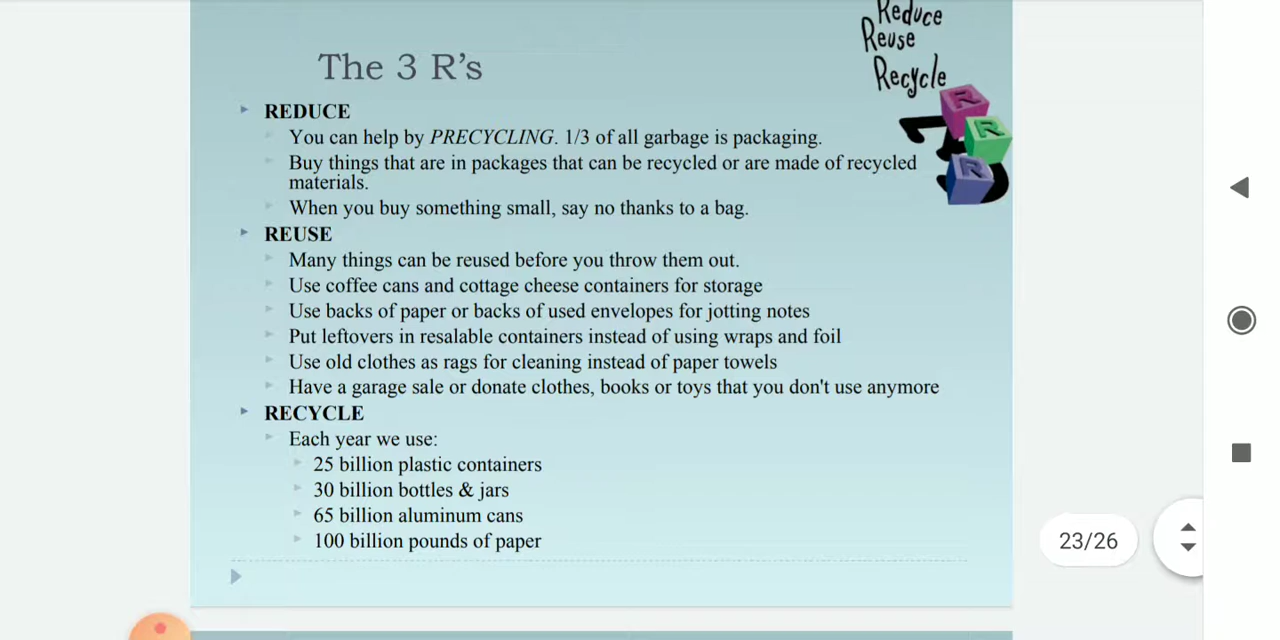 Reduce
Reuse
Recycle
The 3 R's
REDUCE
You can help by PRECYCLING. 1/3 of all garbage is packaging.
Buy things that are in packages that can be recycled or are made of recycled
materials.
When you buy something small, say no thanks to a bag.
REUSE
Many things can be reused before you throw them out.
Use coffee cans and cottage cheese containers for storage
Use backs of paper or backs of used envelopes for jotting notes
Put leftovers in resalable containers instead of using wraps and foil
Use old clothes as rags for cleaning instead of paper towels
Have a garage sale or donate clothes, books or toys that you don't use anymore
RECYCLE
Each year we use:
25 billion plastic containers
30 billion bottles & jars
65 billion aluminum cans
100 billion pounds of paper
R
R
R
23/26